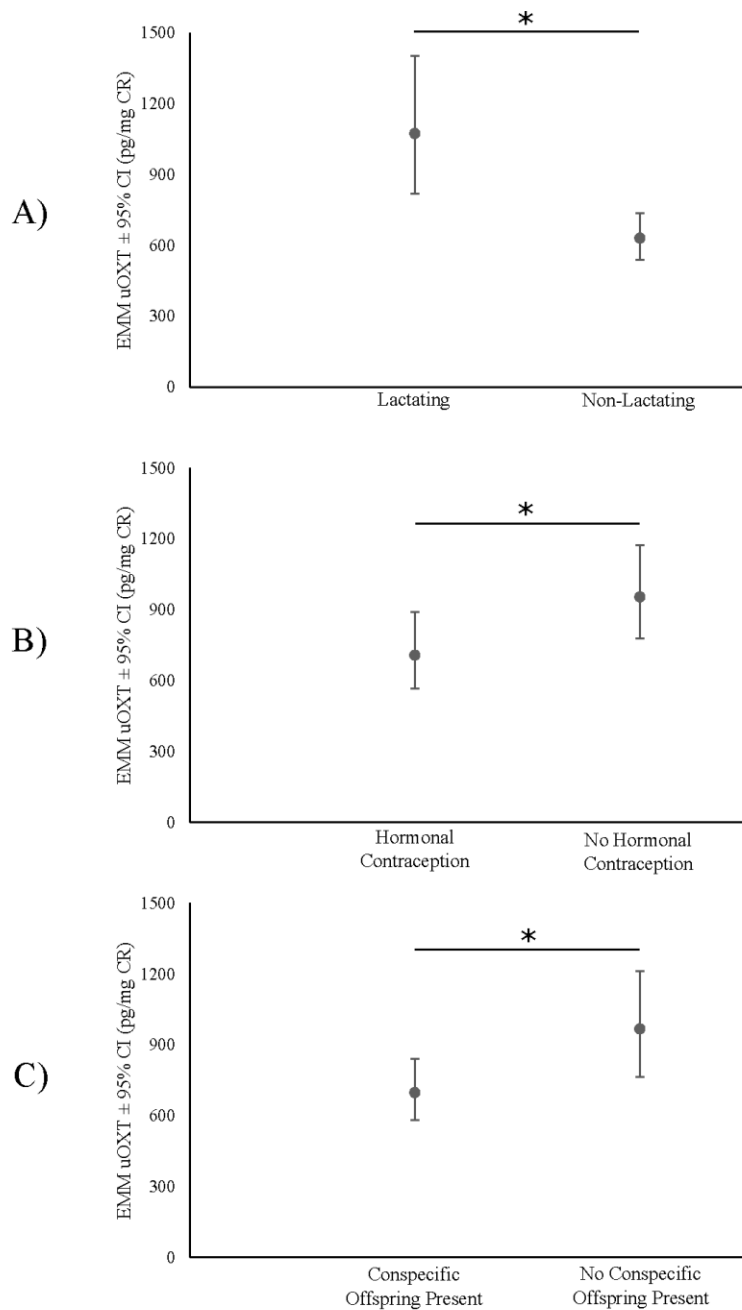 A)
EMM uOXT ± 95% CI (pg/mg CR)
1500
1200
900
600
300
0
*
Lactating
Non-Lactating
B)
EMM uOXT ± 95% CI (pg/mg CR)
1500
1200
900
600
300
0
*
Hormonal
Contraception
No Hormonal
Contraception
C)
EMM uOXT ± 95% CI (pg/mg CR)
1500
1200
900
600
300
0
*
Conspecific
Offspring Present
No Conspecific
Offspring Present